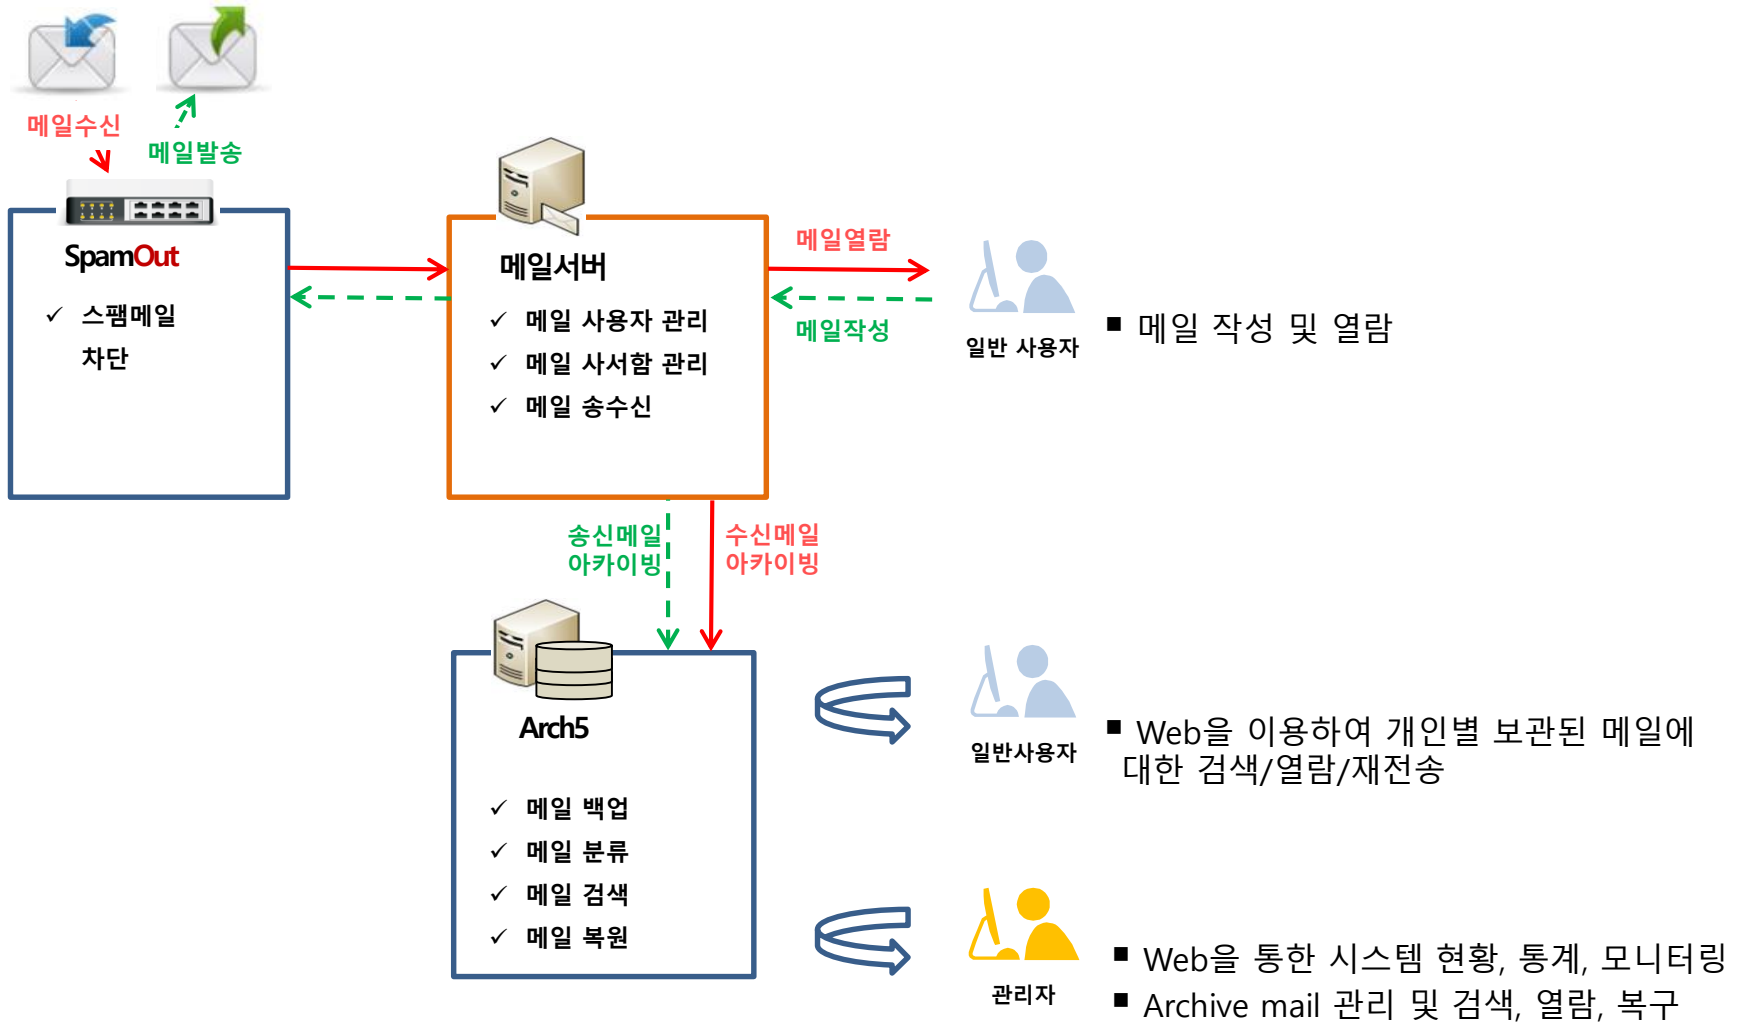 메일수신
메일발송
SpamOut
✓ 스팸메일
차단
메일서버
✓ 메일 사용자 관리
✓ 메일 사서함 관리
✓ 메일 송수신
메일열람
메일작성
일반 사용자
■ 메일 작성 및 열람
송신메일
아카이빙
수신메일
아카이빙
Arch5
✓ 메일 백업
✓ 메일 분류
✓ 메일 검색
✓ 메일 복원
일반사용자
■ Web을 이용하여 개인별 보관된 메일에
대한 검색/열람/재전송
관리자
■ Web을 통한 시스템 현황, 통계, 모니터링
■ Archive mail 관리 및 검색, 열람, 복구